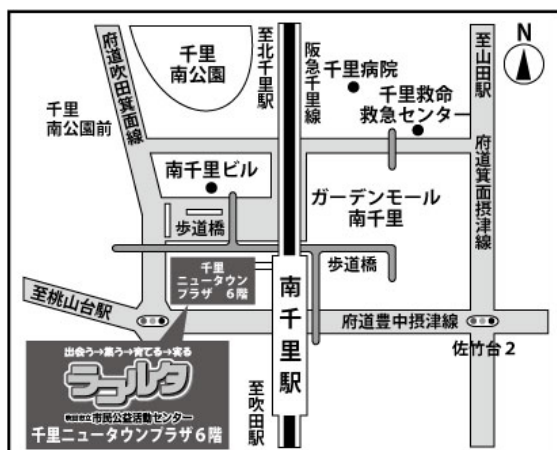 府道吹田箕面線
千里
南公園
至北千里駅
阪急千里線
千里病院
千里救命
救急センター
至山田駅
N
千里
南公園前
府道箕面摂津線
南千里ビル
ガーデンモール
南千里
歩道橋
歩道橋
千里
ニュータウン
プラザ 6階
至桃山台駅
南千里駅
府道豊中摂津線
佐竹台2
出会う→集う→育てる→実る
ラコルタ
吹田市立市民公益活動センター
千里ニュータウンプラザ6階
至吹田駅